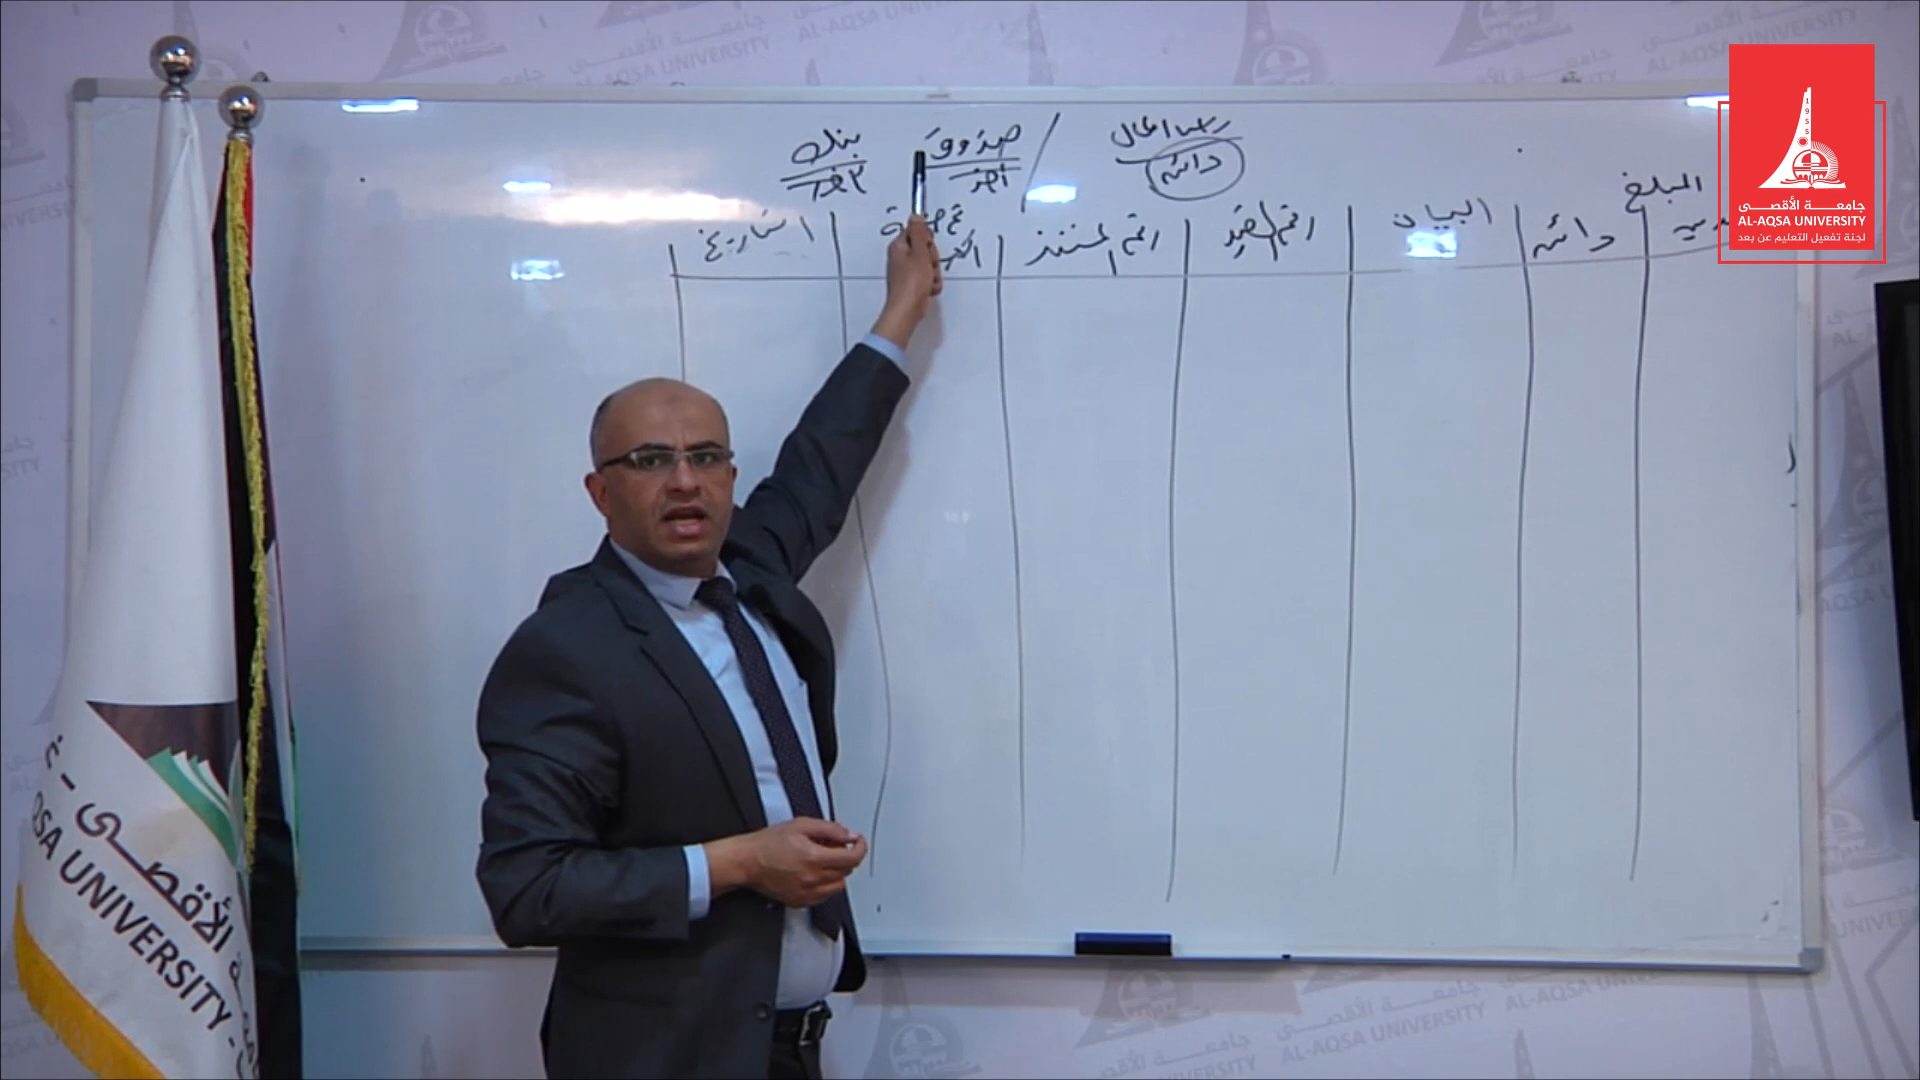 رأس المال
دائن
صندوق
بنك
المبلغ
دائن
البيان
رقم القيد
رقم المستند
التاريخ
جامعة الأقصى
AL-AQSA UNIVERSITY
لجنة تفعيل التعليم عن بعد
1955
AL-AQSA UNIVERSITY